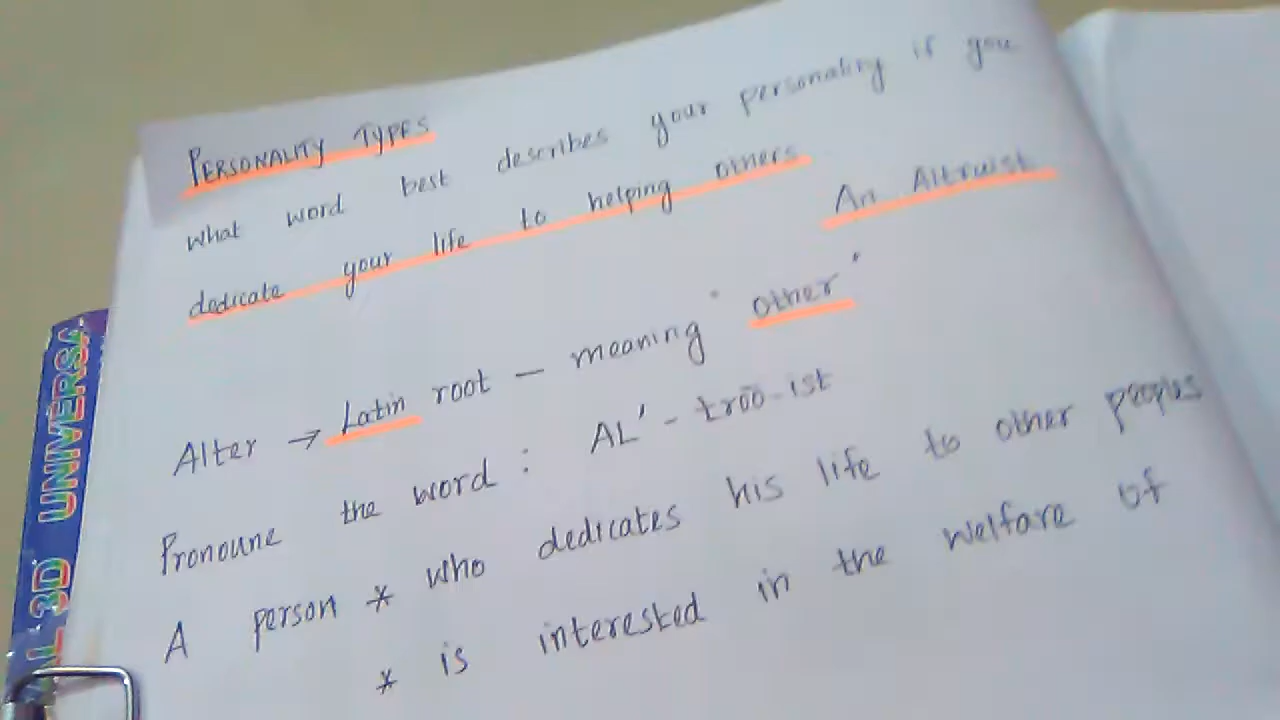 PERSONALITY TYPES
what word best describes your personality if you
dedicate your life to helping others
An Altruist
Alter → Latin root – meaning "other"
Pronoune the word : AL' - trōō-ist
A person * who dedicates his life to other peoples
* is interested in the welfare of
AL 3D UNIVERSA